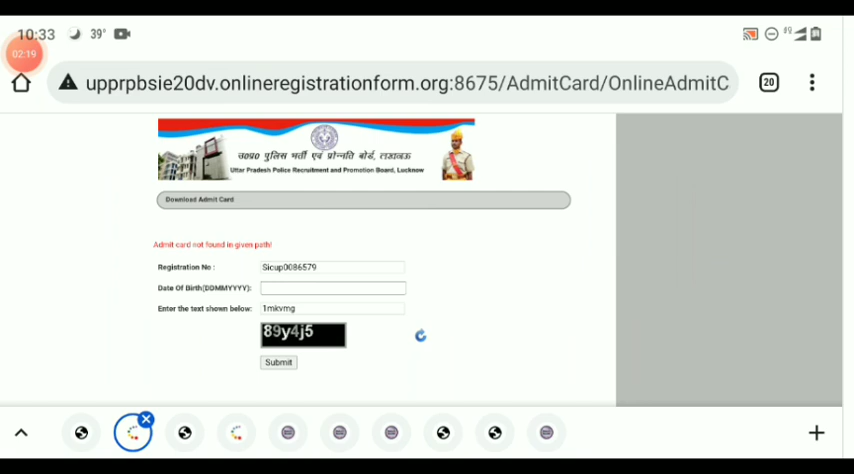 10:33 39°
02:19
upprpbsie20dv.onlineregistrationform.org:8675/AdmitCard/OnlineAdmitC 20
उ०प्र० पुलिस भर्ती एवं प्रोन्नति बोर्ड, लखनऊ
Uttar Pradesh Police Recruitment and Promotion Board, Lucknow
Download Admit Card
Admit card not found in given path!
Registration No : Sicup0086579
Date Of Birth(DDMMYYYY):
Enter the text shown below: 1mkvmg
89y4j5
Submit